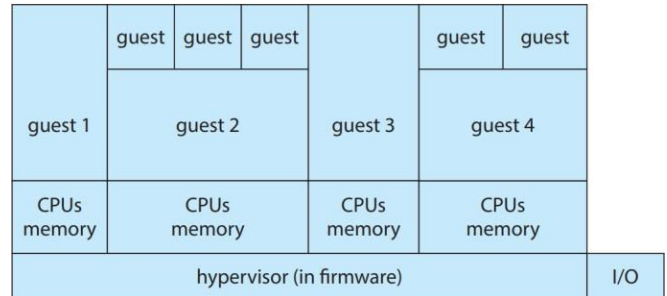 guest guest guest guest guest
guest 1 guest 2 guest 3 guest 4
CPUs CPUs CPUs CPUs
memory memory memory memory
hypervisor (in firmware) I/O